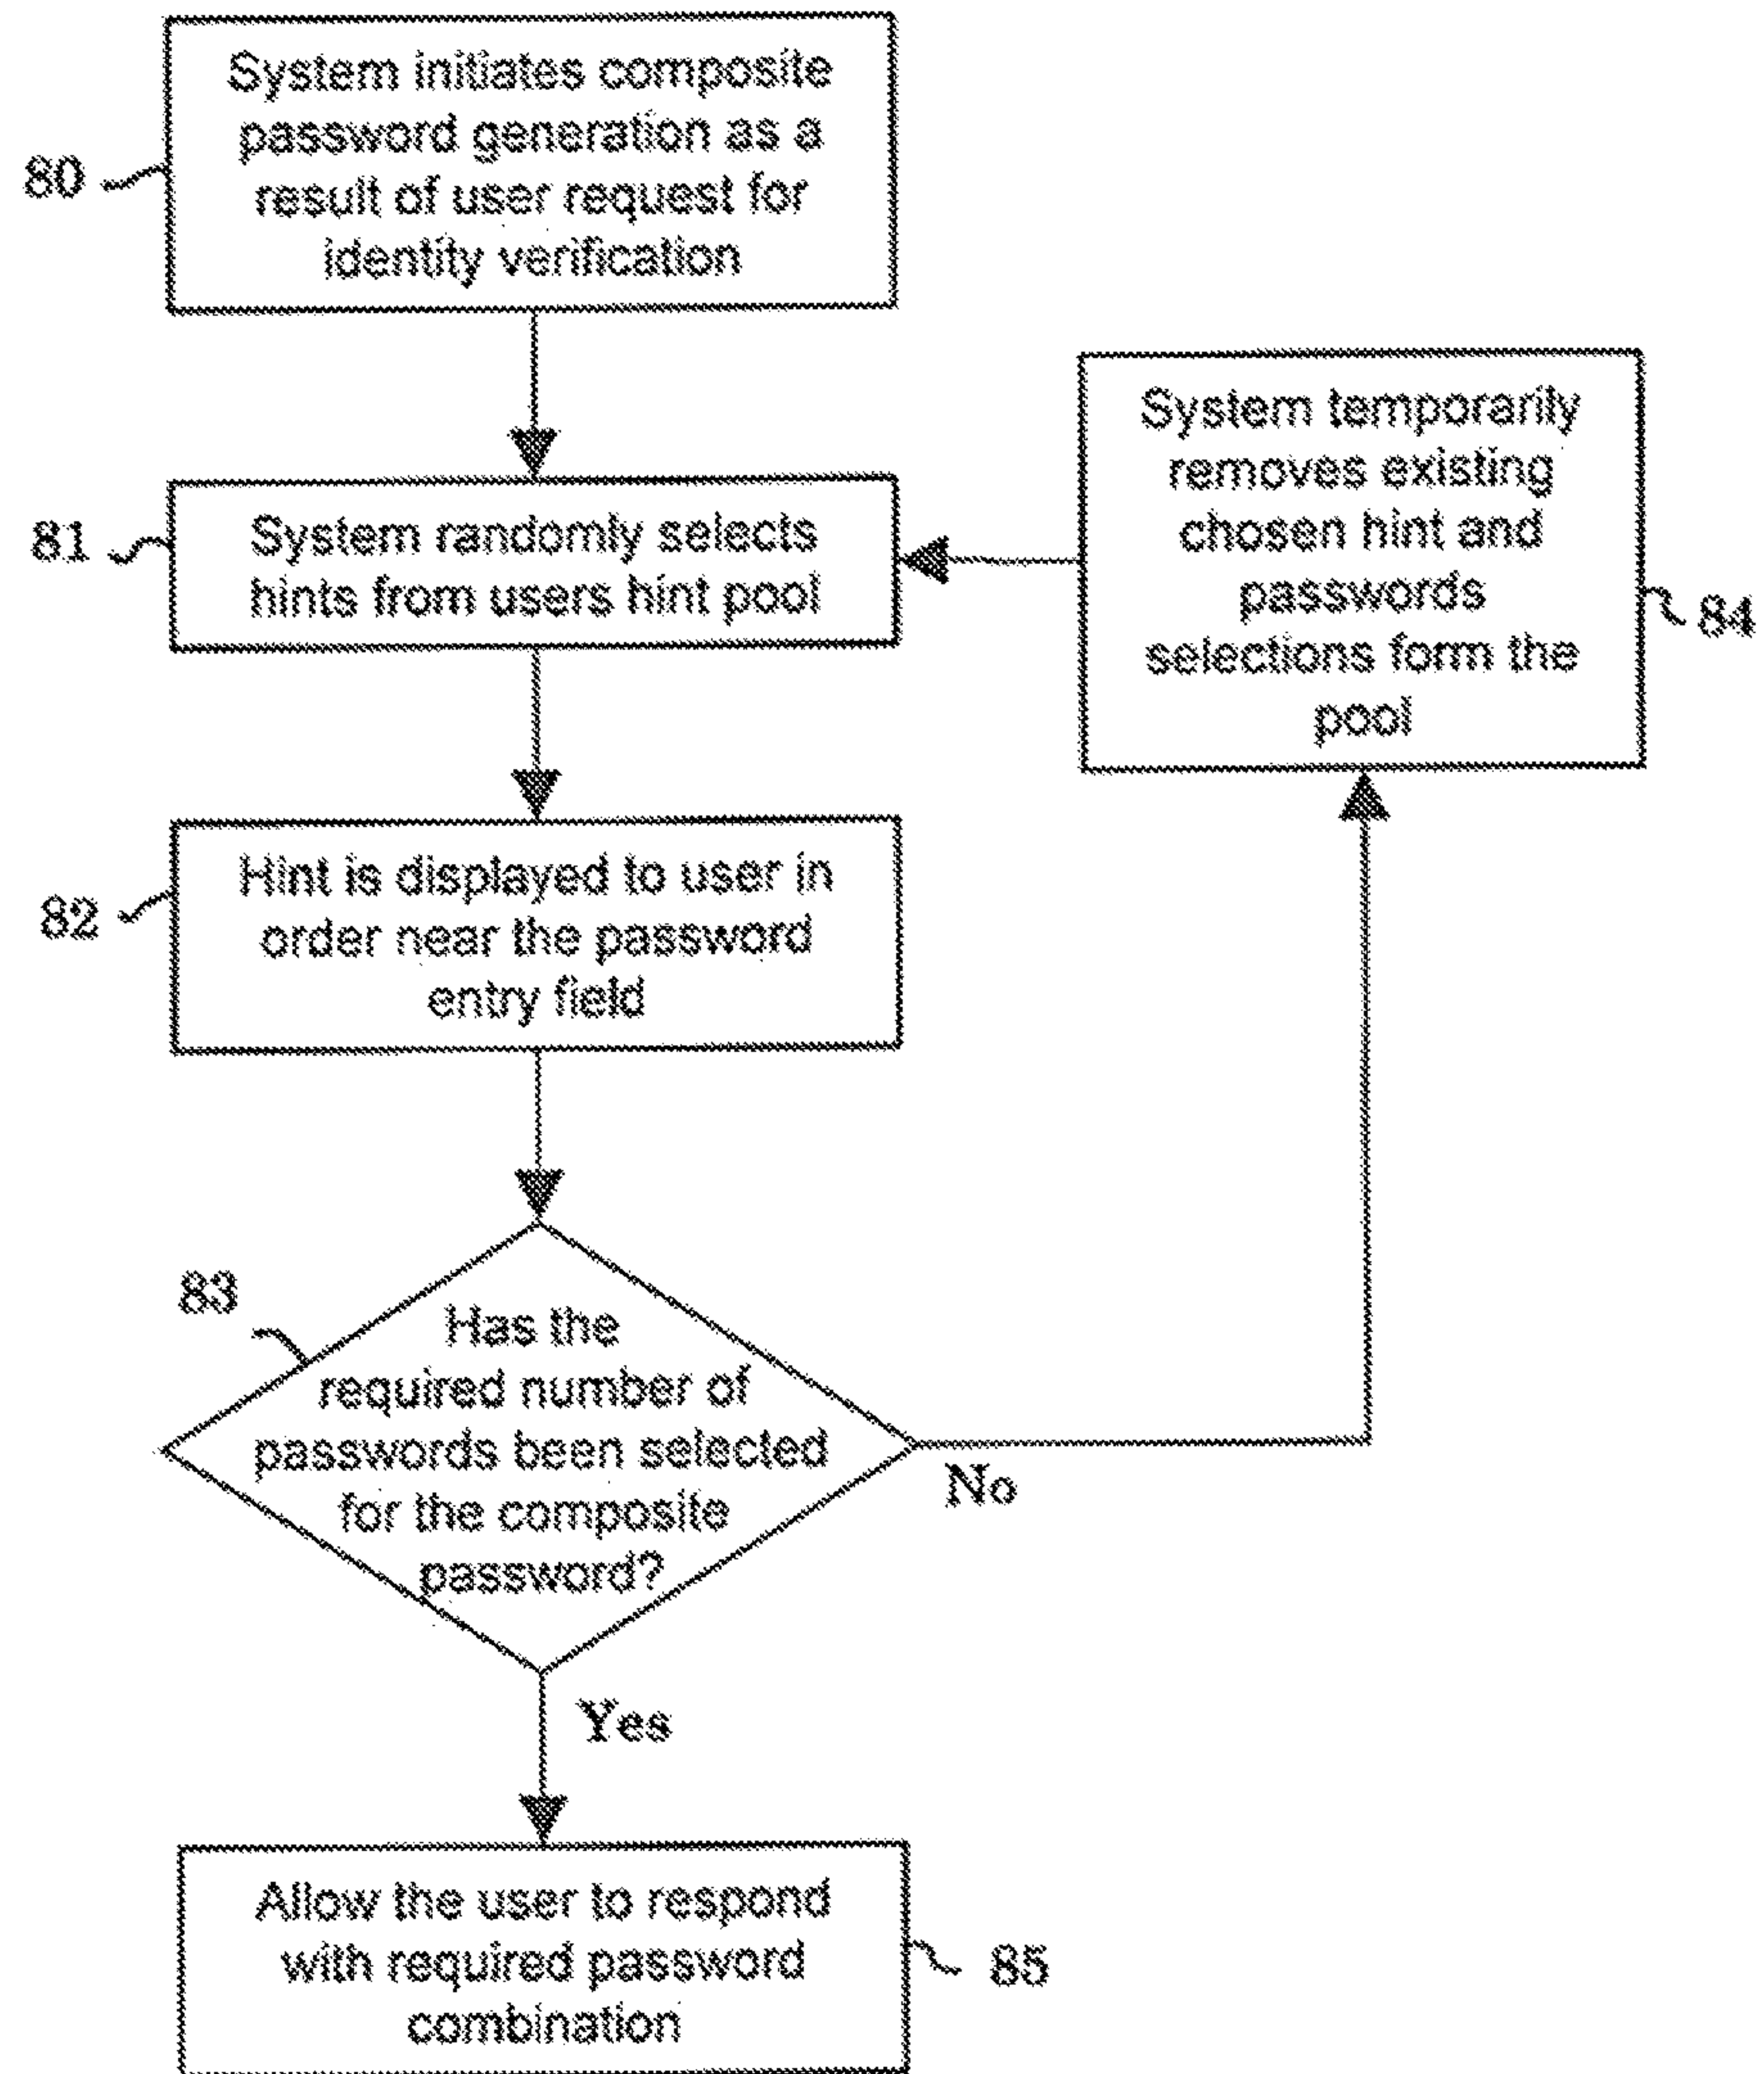 System initiates composite
password generation as a
result of user request for
identity verification
80
System randomly selects
hints from users hint pool
81
System temporarily
removes existing
chosen hint and
passwords
selections form the
pool
84
Hint is displayed to user in
order near the password
entry field
82
83
Has the
required number of
passwords been selected
for the composite
password?
No
Yes
Allow the user to respond
with required password
combination
85